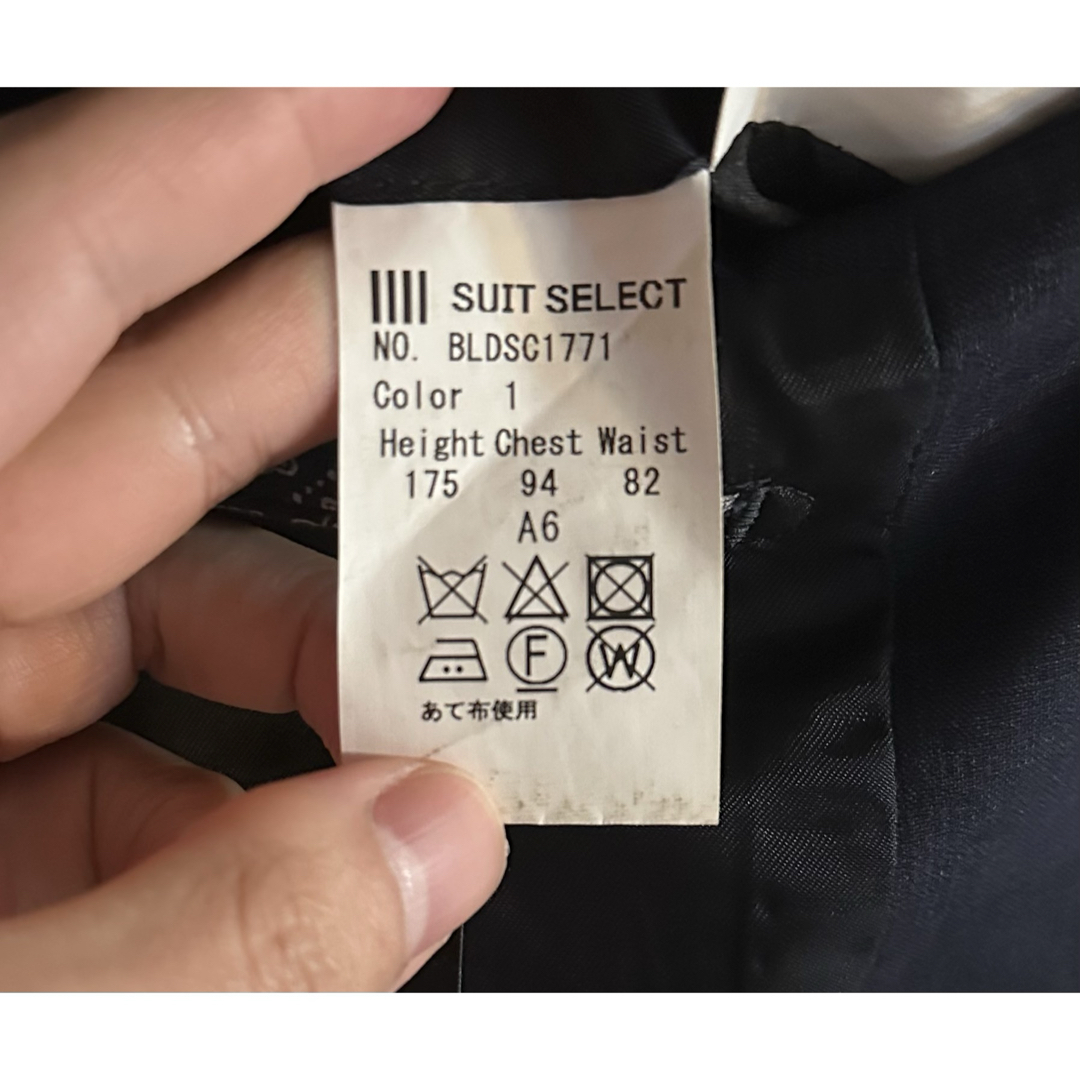 SUIT SELECT
NO. BLDSC1771
Color 1
Height Chest Waist
175 94 82
A6
F W
あて布使用